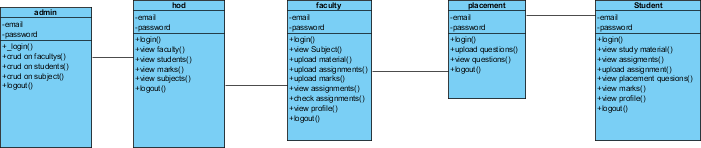 admin
-email
-password
+_login()
+crud on facultys()
+crud on students()
+crud on subject()
+logout()
hod
-email
-password
+login()
+view faculty()
+view students()
+view marks()
+view subjects()
+logout()
faculty
-email
-password
+login()
+view Subject()
+upload material()
+upload assignments()
+upload marks()
+view assignments()
+check assignments()
+view profile()
+logout()
placement
-email
-password
+login()
+upload questions()
+view questions()
+logout()
Student
-email
-password
+login()
+view study material()
+view assigments()
+upload assignment()
+view placement quesions()
+view marks()
+view profile()
+logout()